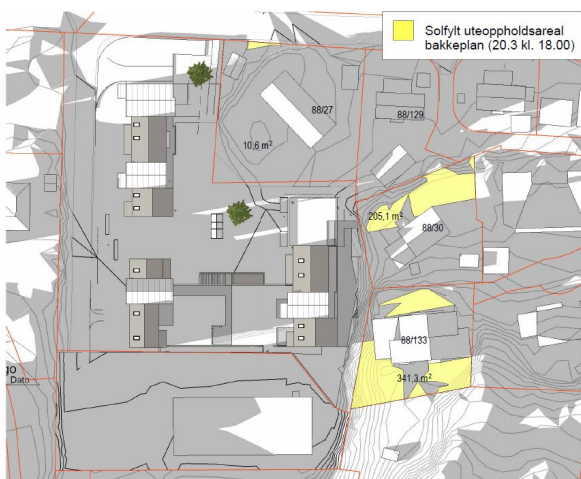 Solfylt uteoppholdsareal
bakkeplan (20.3 kl. 18.00)
88/27
88/129
10,6 m²
205,1 m²
88/30
88/133
341,3 m²
go
Dato